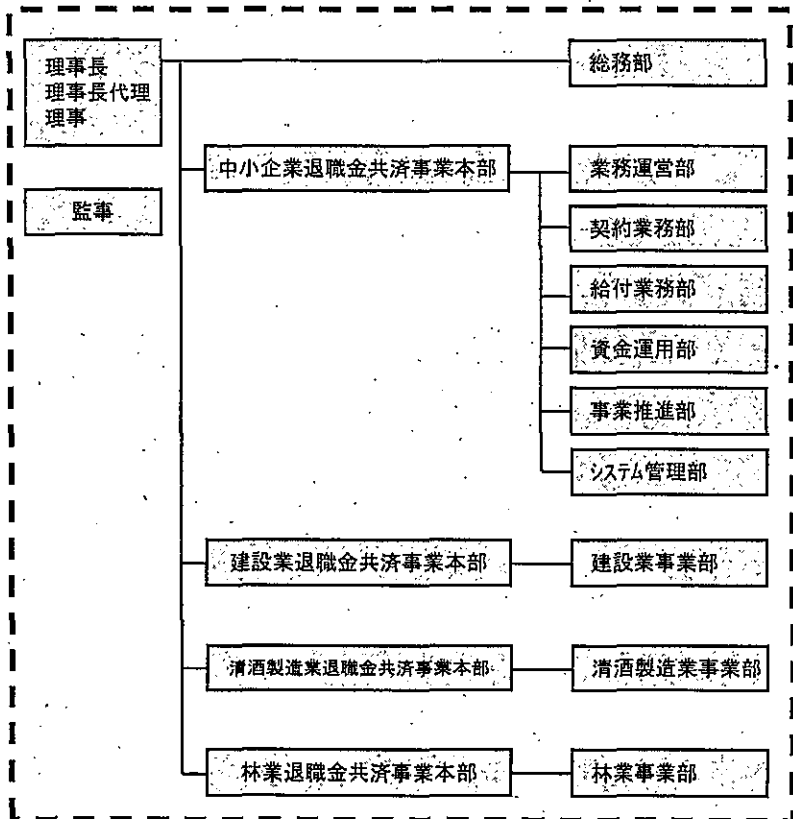 理事長
理事長代理
理事
総務部
監事
中小企業退職金共済事業本部
業務運営部
契約業務部
給付業務部
資金運用部
事業推進部
システム管理部
建設業退職金共済事業本部
建設業事業部
清酒製造業退職金共済事業本部
清酒製造業事業部
林業退職金共済事業本部
林業事業部